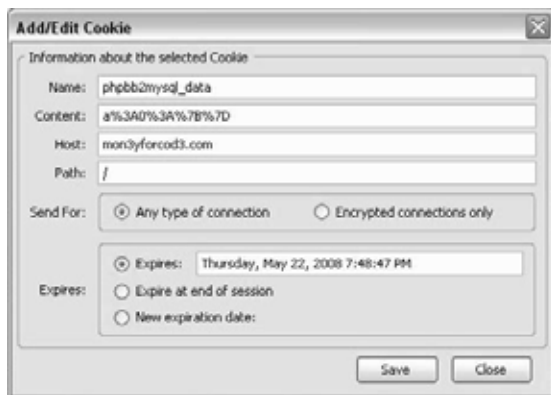 Add/Edit Cookie
Information about the selected Cookie
Name: phpbb2mysql_data
Content: a%3A0%3A%7B%7D
Host: mon3yforcod3.com
Path: /
Send For: Any type of connection Encrypted connections only
Expires: Thursday, May 22, 2008 7:48:47 PM
Expires: Expire at end of session
New expiration date:
Save Close